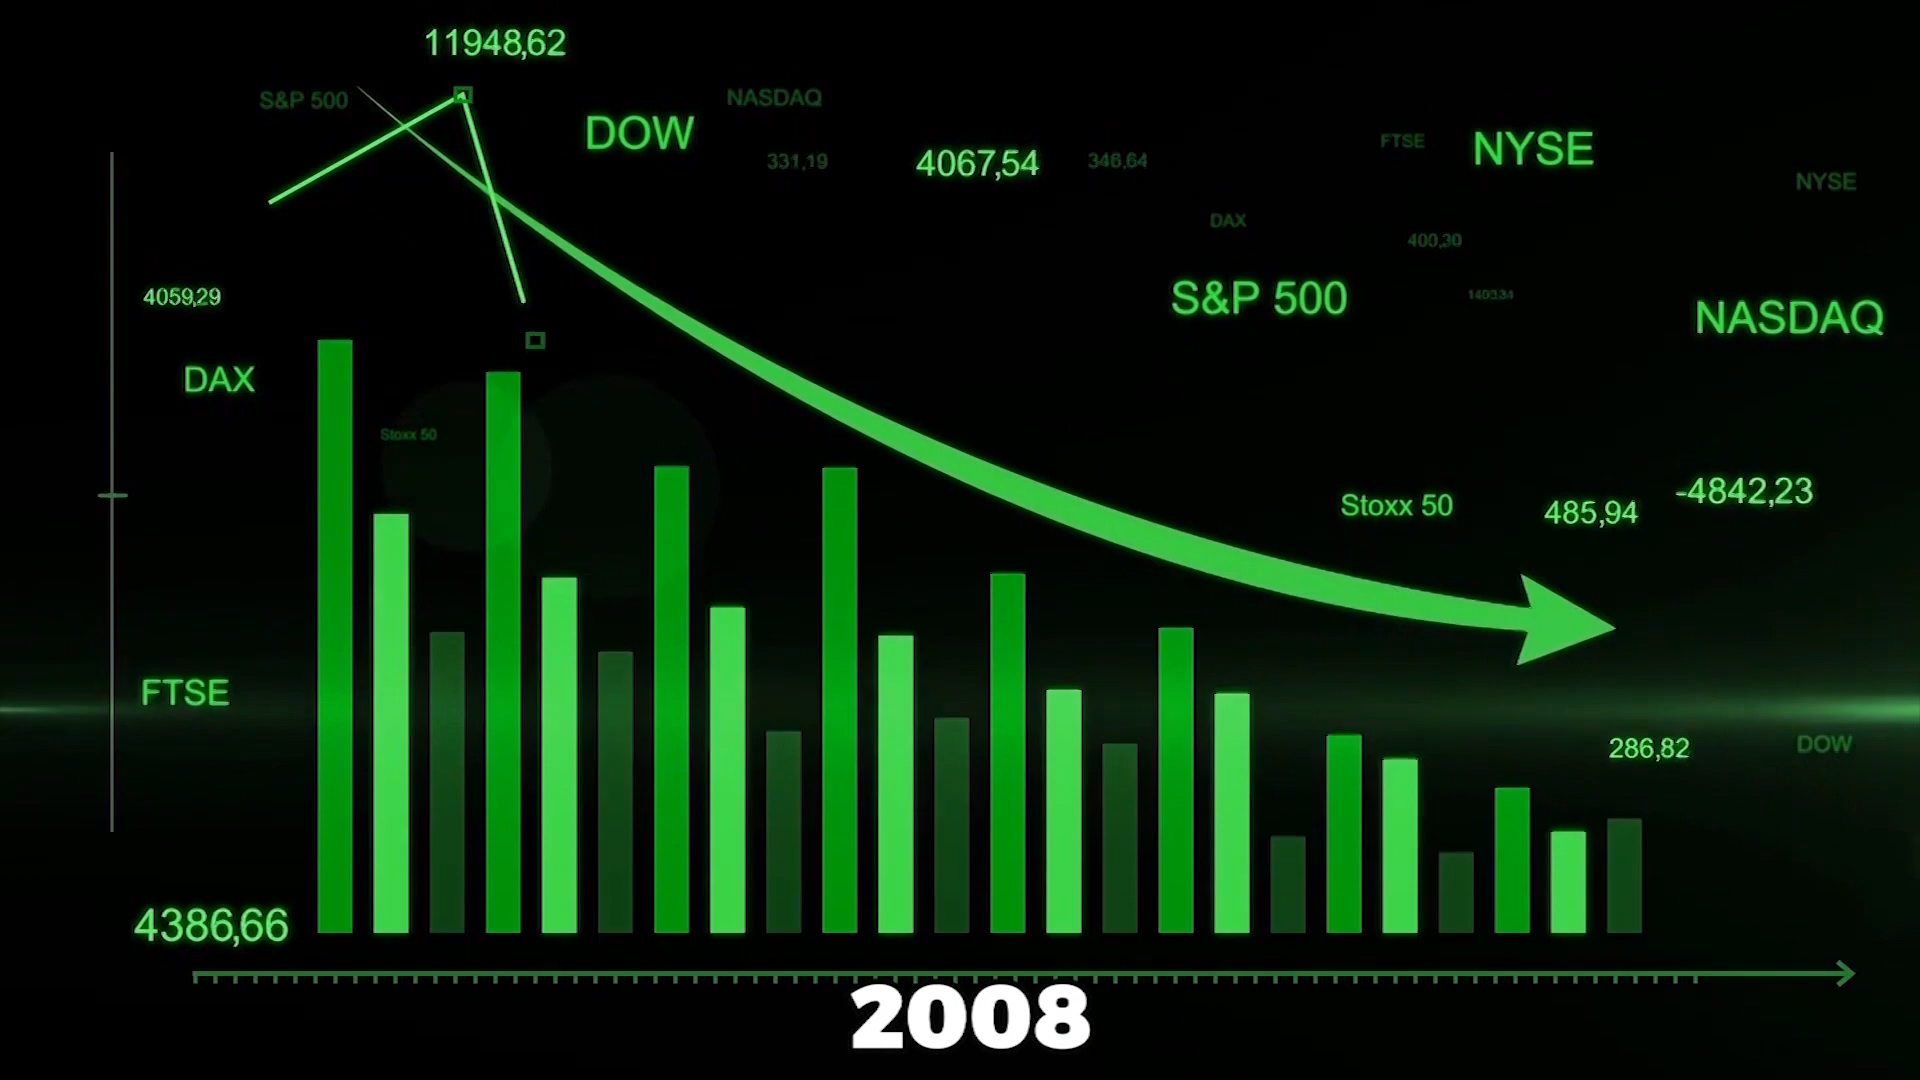 11948,62
S&P 500
NASDAQ
DOW
331,19
4067,54
346,64
FTSE
NYSE
NYSE
DAX
400,30
4059,29
S&P 500
NASDAQ
DAX
Stoxx 50
Stoxx 50
485,94
-4842,23
FTSE
286,82
DOW
4386,66
2008